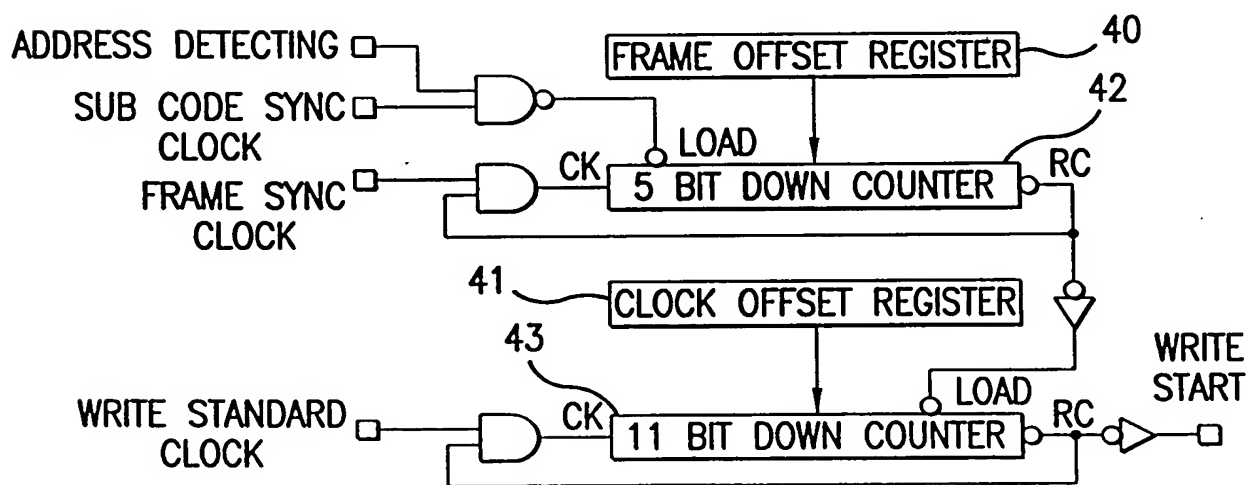 ADDRESS DETECTING
SUB CODE SYNC
CLOCK
FRAME SYNC
CLOCK
FRAME OFFSET REGISTER
40
42
LOAD
CK
5 BIT DOWN COUNTER
RC
41
CLOCK OFFSET REGISTER
43
WRITE STANDARD
CLOCK
CK
LOAD
11 BIT DOWN COUNTER
RC
WRITE
START